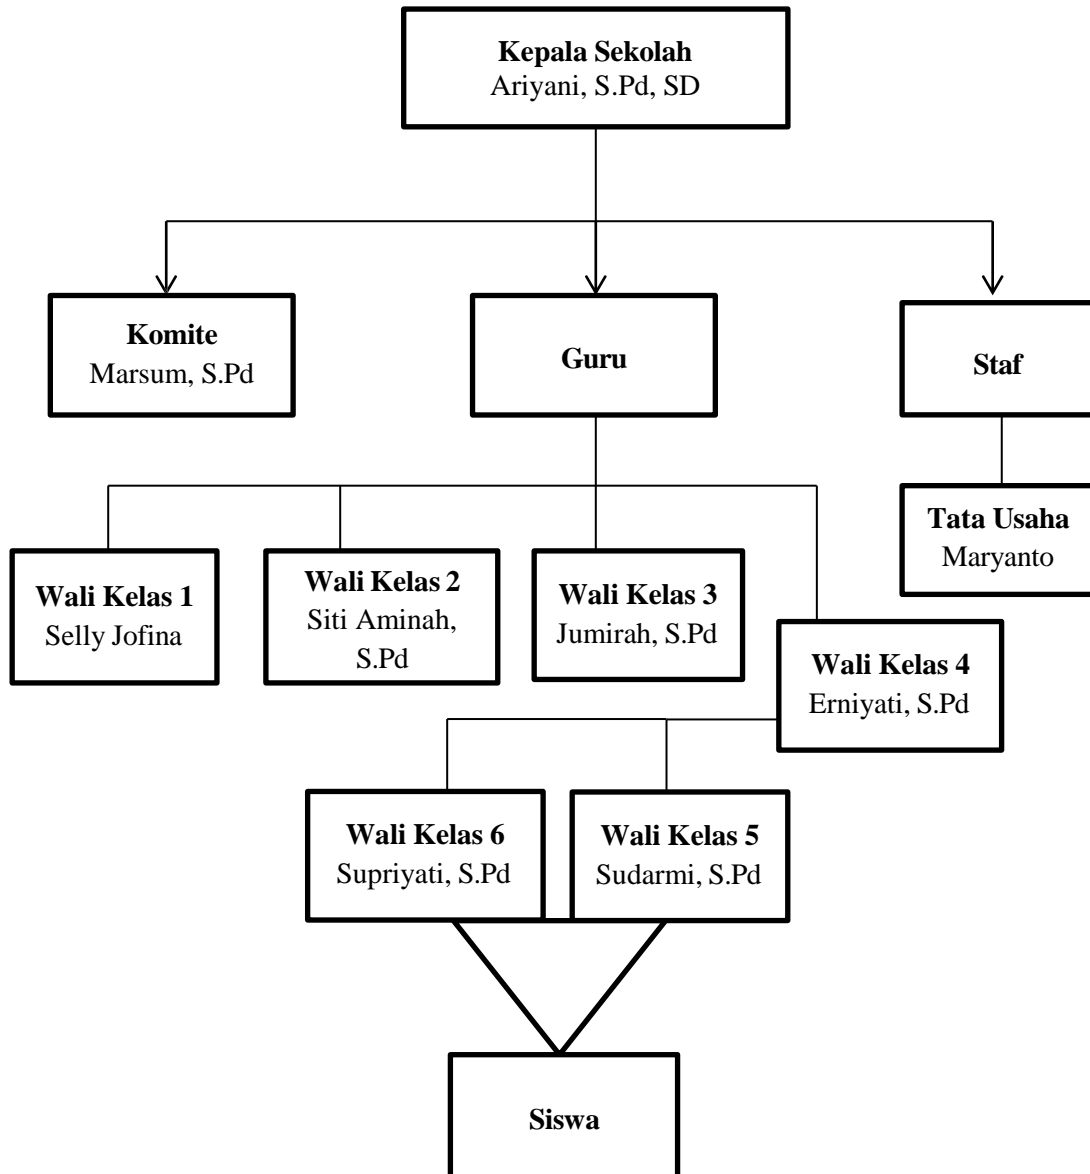 Kepala Sekolah
Ariyani, S.Pd, SD
Komite
Marsum, S.Pd
Guru
Staf
Tata Usaha
Maryanto
Wali Kelas 1
Selly Jofina
Wali Kelas 2
Siti Aminah,
S.Pd
Wali Kelas 3
Jumirah, S.Pd
Wali Kelas 4
Erniyati, S.Pd
Wali Kelas 6
Supriyati, S.Pd
Wali Kelas 5
Sudarmi, S.Pd
Siswa